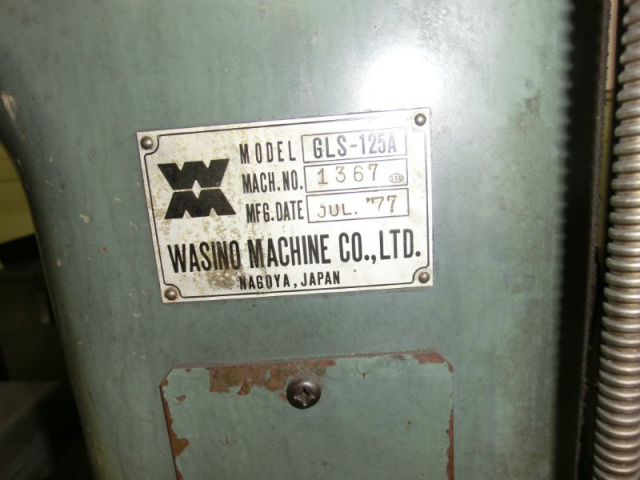 MODEL GLS-125A
MACH.NO. 1367
MFG.DATE JUL. '77
WASINO MACHINE CO.,LTD.
NAGOYA, JAPAN